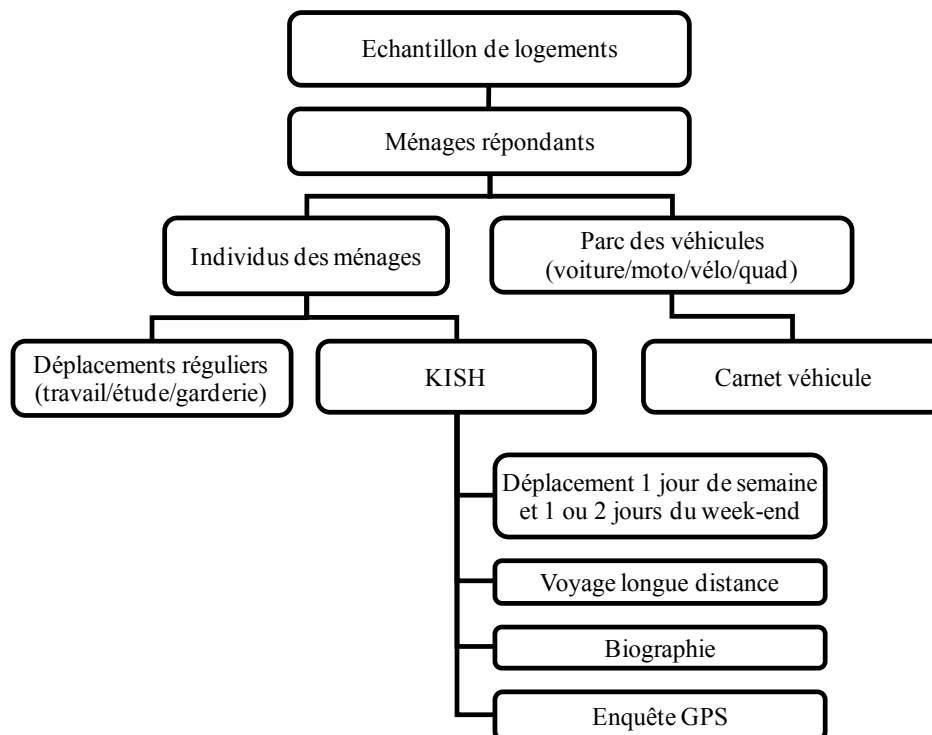 Echantillon de logements
Ménages répondants
Individus des ménages
Parc des véhicules
(voiture/moto/vélo/quad)
Déplacements réguliers
(travail/étude/garderie)
KISH
Carnet véhicule
Déplacement 1 jour de semaine
et 1 ou 2 jours du week-end
Voyage longue distance
Biographie
Enquête GPS